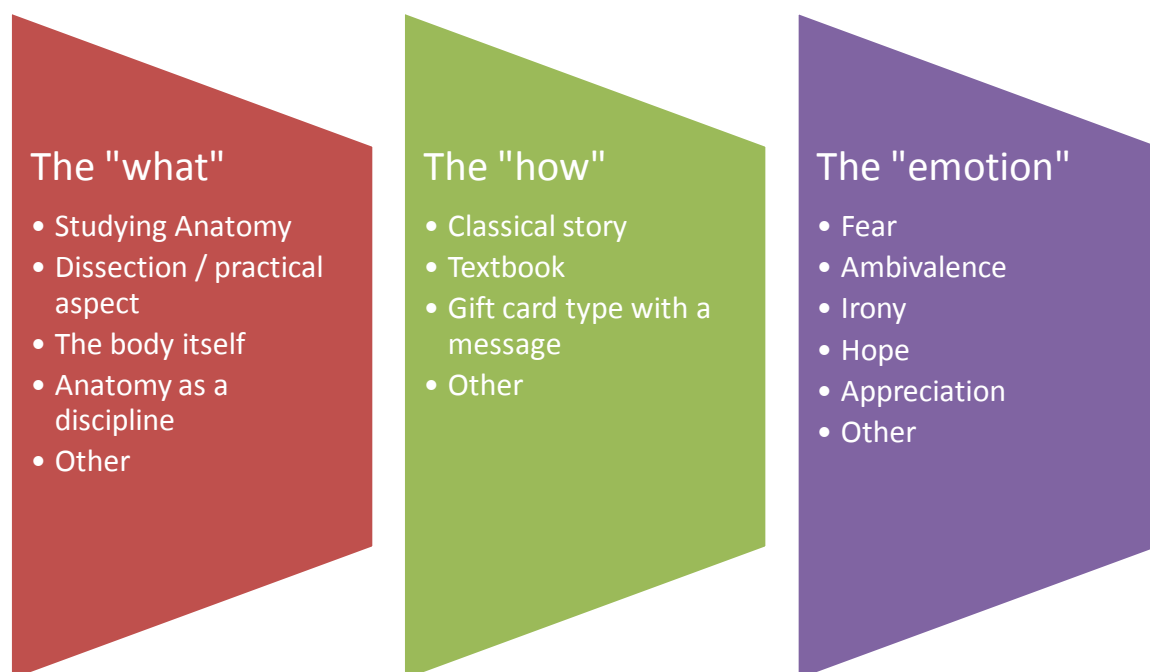 The "what"
• Studying Anatomy
• Dissection / practical
aspect
• The body itself
• Anatomy as a
discipline
• Other
The "how"
• Classical story
• Textbook
• Gift card type with a
message
• Other
The "emotion"
• Fear
• Ambivalence
• Irony
• Hope
• Appreciation
• Other